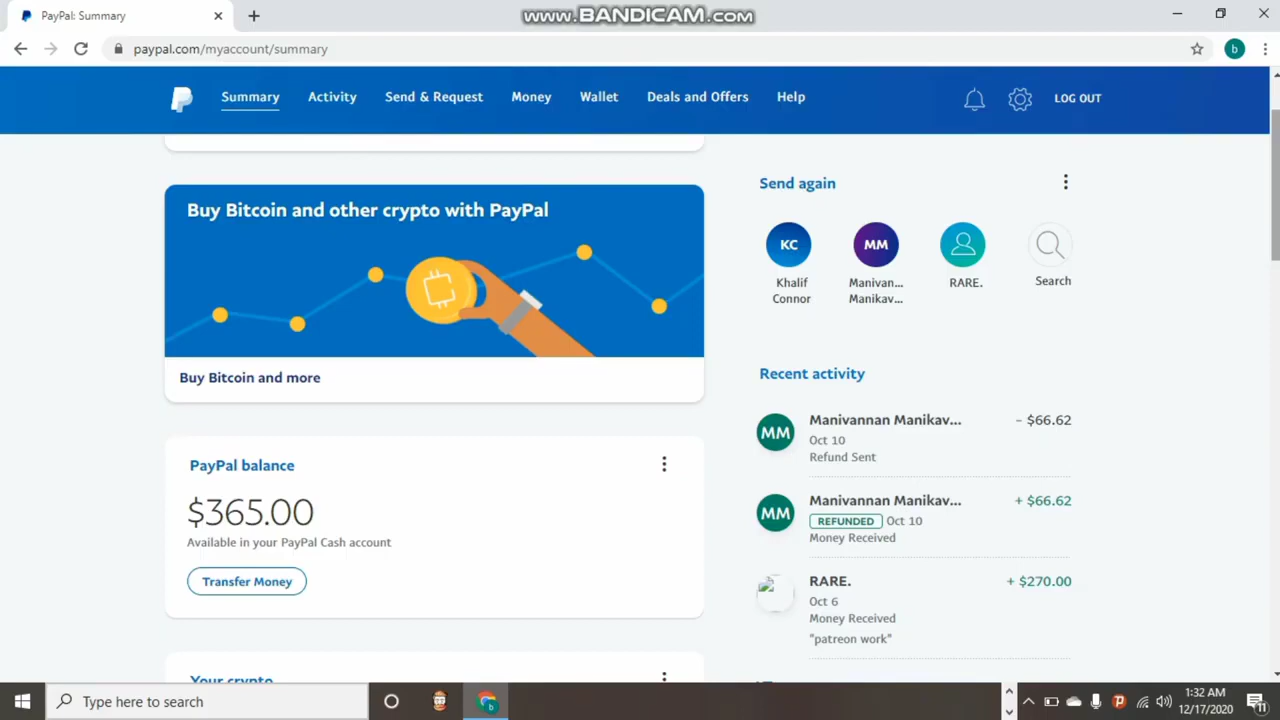 PayPal: Summary
www.BANDICAM.com
paypal.com/myaccount/summary
b
Summary
Activity
Send & Request
Money
Wallet
Deals and Offers
Help
LOG OUT
Buy Bitcoin and other crypto with PayPal
Buy Bitcoin and more
PayPal balance
$365.00
Available in your PayPal Cash account
Transfer Money
Your crypto
Send again
KC
MM
Khalif
Connor
Manivan...
Manikav...
RARE.
Search
Recent activity
MM
Manivannan Manikav...
- $66.62
Oct 10
Refund Sent
MM
Manivannan Manikav...
+ $66.62
REFUNDED Oct 10
Money Received
RARE.
+ $270.00
Oct 6
Money Received
"patreon work"
Type here to search
b
1:32 AM
12/17/2020
11